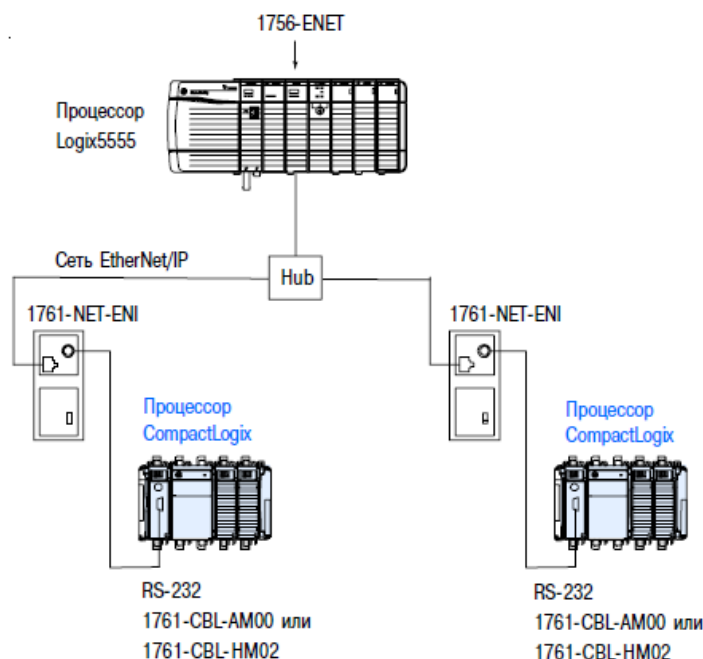 1756-ENET
Процессор
Logix5555
Сеть EtherNet/IP
Hub
1761-NET-ENI
1761-NET-ENI
Процессор
CompactLogix
Процессор
CompactLogix
RS-232
1761-CBL-AM00 или
1761-CBL-HM02
RS-232
1761-CBL-AM00 или
1761-CBL-HM02